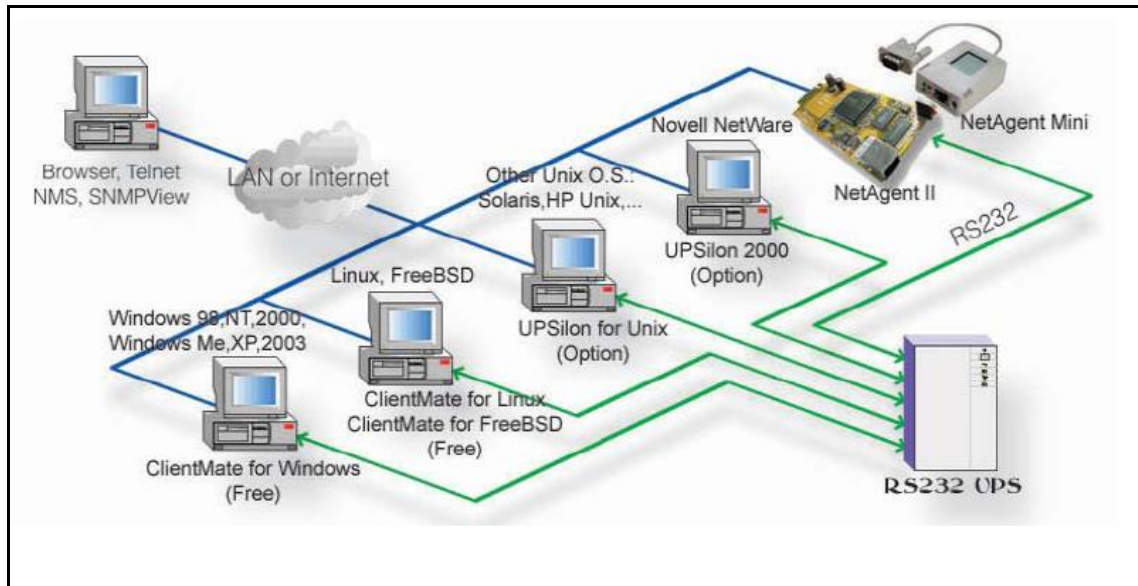 Browser, Telnet
NMS, SNMPView
LAN or Internet
Novell NetWare
NetAgent Mini
NetAgent II
Other Unix O.S.:
Solaris,HP Unix,...
UPSilon 2000
(Option)
RS232
Linux, FreeBSD
UPSilon for Unix
(Option)
Windows 98,NT,2000,
Windows Me,XP,2003
ClientMate for Linux
ClientMate for FreeBSD
(Free)
ClientMate for Windows
(Free)
RS232 UPS